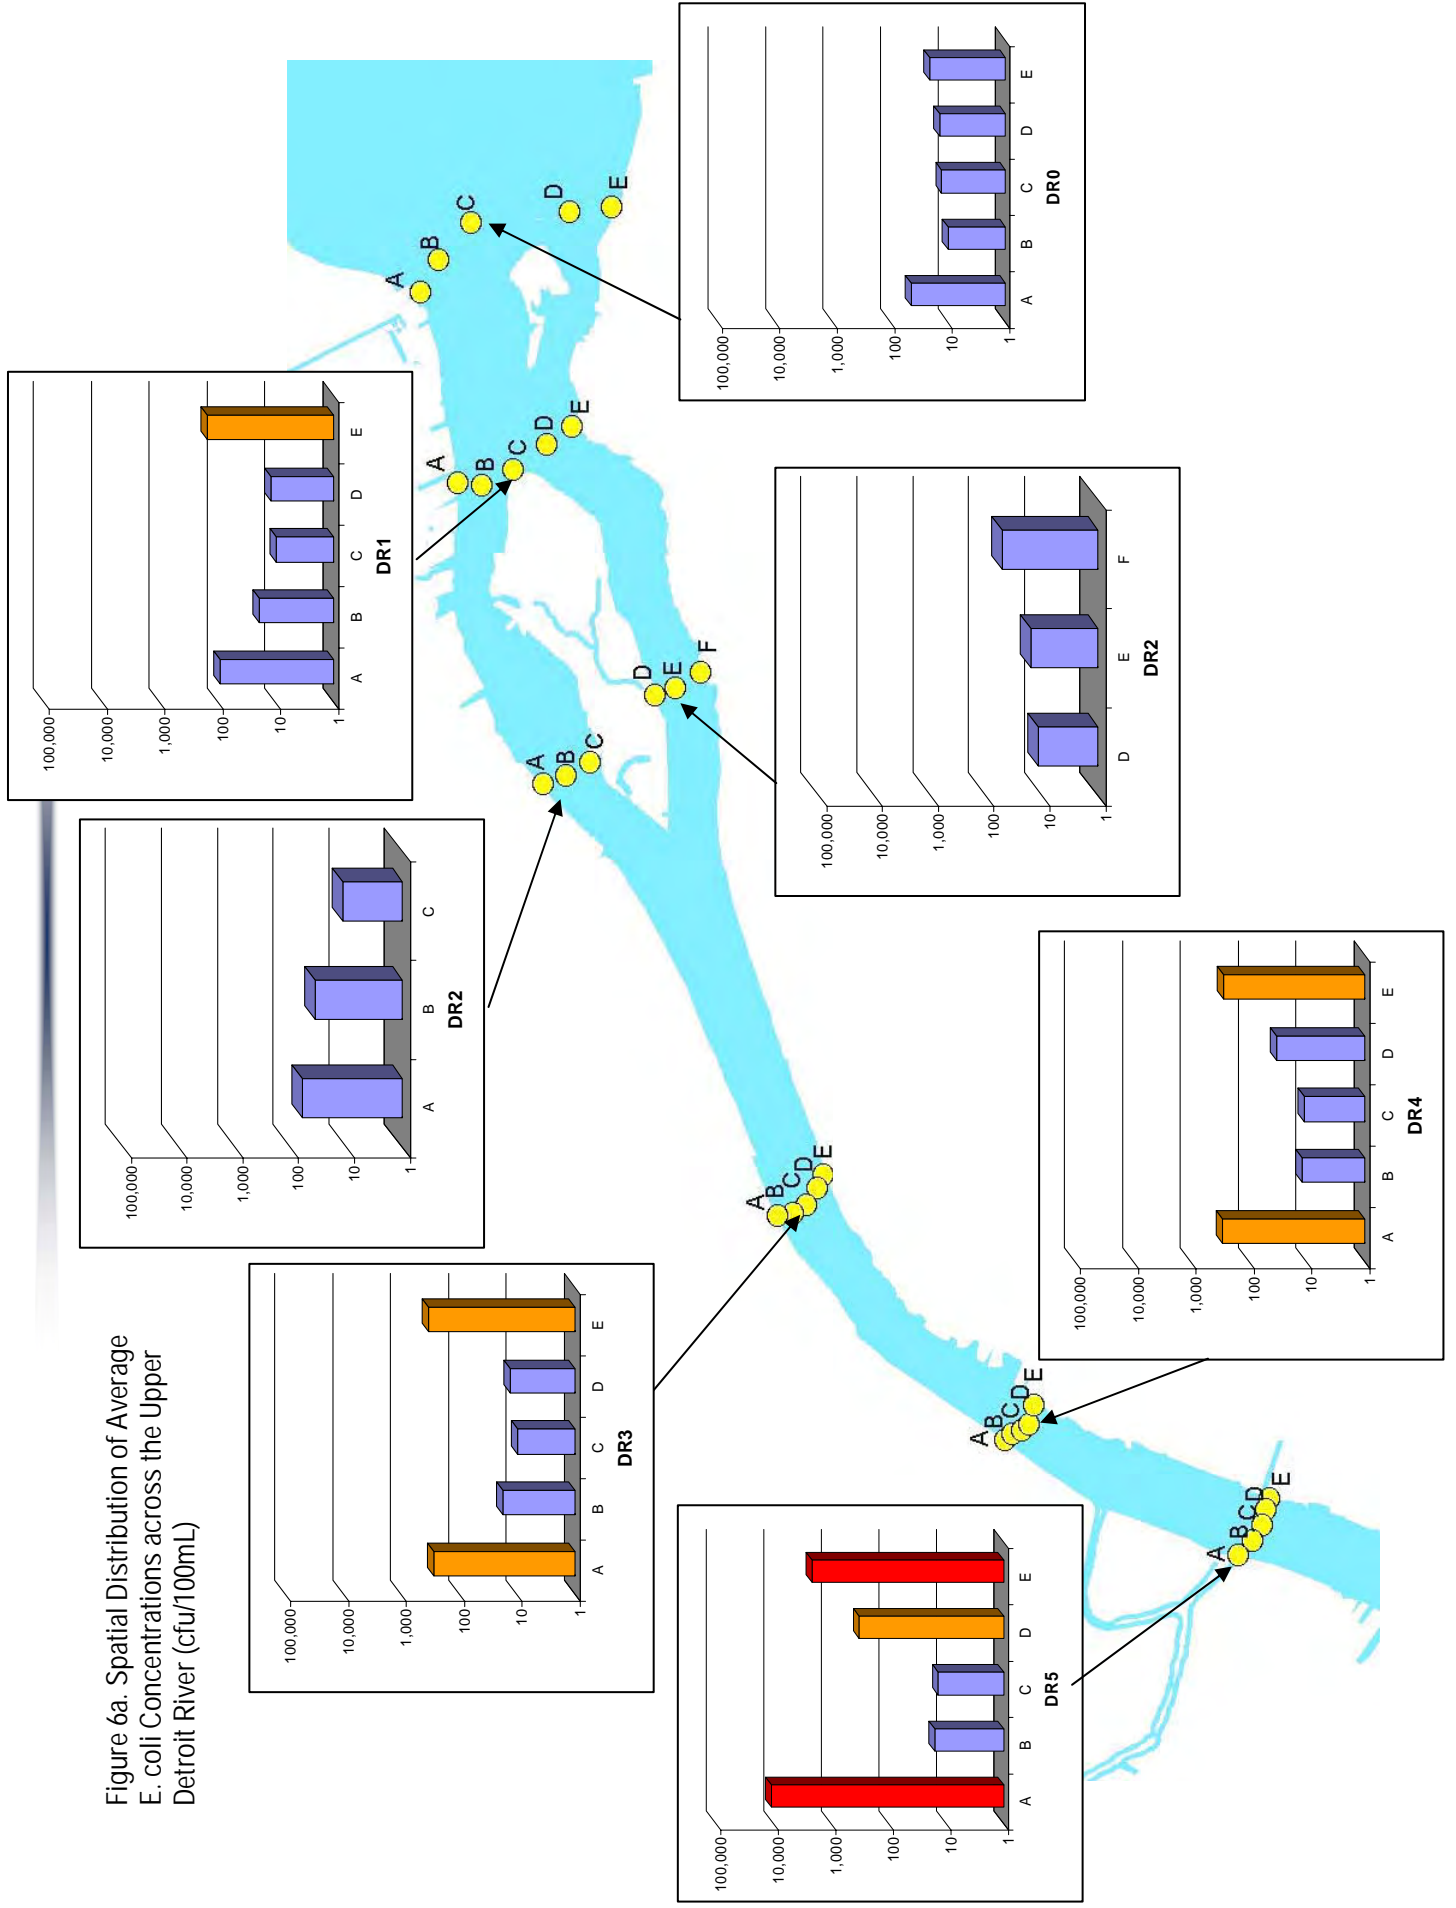 Figure 6a. Spatial Distribution of Average
E. coli Concentrations across the Upper
Detroit River (cfu/100mL)
100,000
10,000
1,000
100
10
1
A
B
C
D
E
DR3
100,000
10,000
1,000
100
10
1
A
B
C
DR2
100,000
10,000
1,000
100
10
1
A
B
C
D
E
DR1
100,000
10,000
1,000
100
10
1
A
B
C
D
E
DR5
100,000
10,000
1,000
100
10
1
A
B
C
D
E
DR4
100,000
10,000
1,000
100
10
1
D
E
F
DR2
100,000
10,000
1,000
100
10
1
A
B
C
D
E
DR0
A
B
C
D
E
A
B
C
D
E
A
B
C
D
E
A
B
C
D
E
F
A
B
C
D
E
A
B
C
D
E